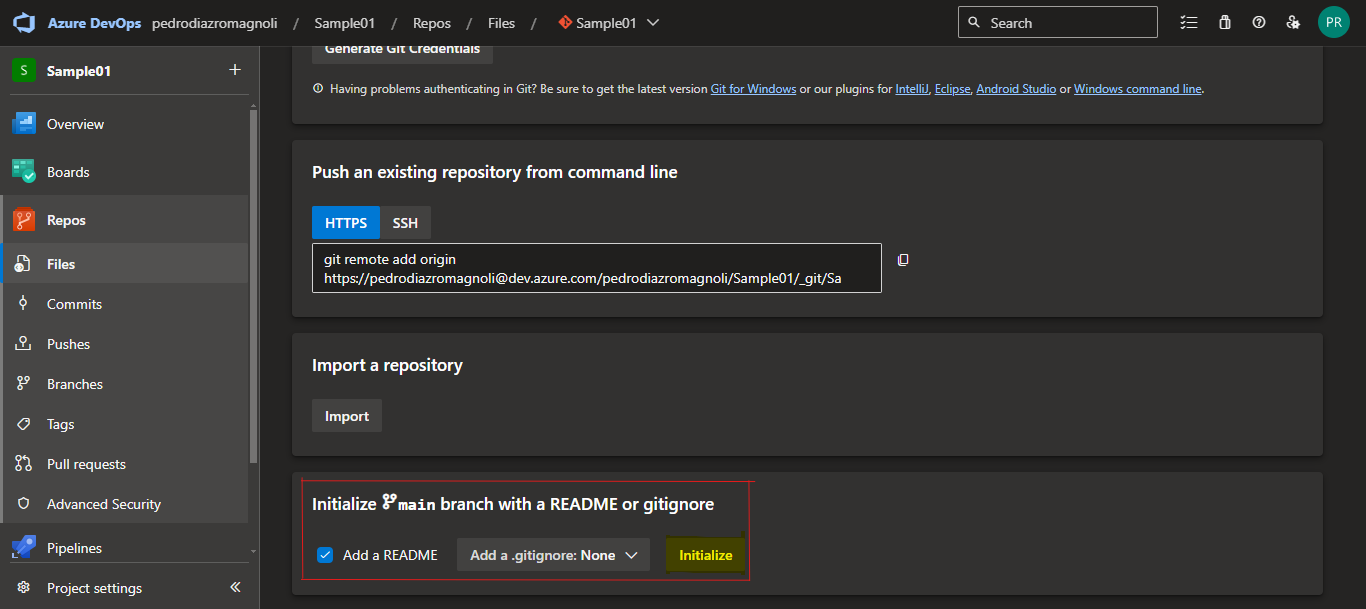 Azure DevOps pedrodiazromagnoli / Sample01 / Repos / Files / Sample01
Search
PR
S Sample01 +
Overview
Boards
Repos
Files
Commits
Pushes
Branches
Tags
Pull requests
Advanced Security
Pipelines
Project settings
Generate Git Credentials
Having problems authenticating in Git? Be sure to get the latest version Git for Windows or our plugins for IntelliJ, Eclipse, Android Studio or Windows command line.
Push an existing repository from command line
HTTPS SSH
git remote add origin
https://pedrodiazromagnoli@dev.azure.com/pedrodiazromagnoli/Sample01/_git/Sa
Import a repository
Import
Initialize main branch with a README or gitignore
Add a README Add a .gitignore: None Initialize